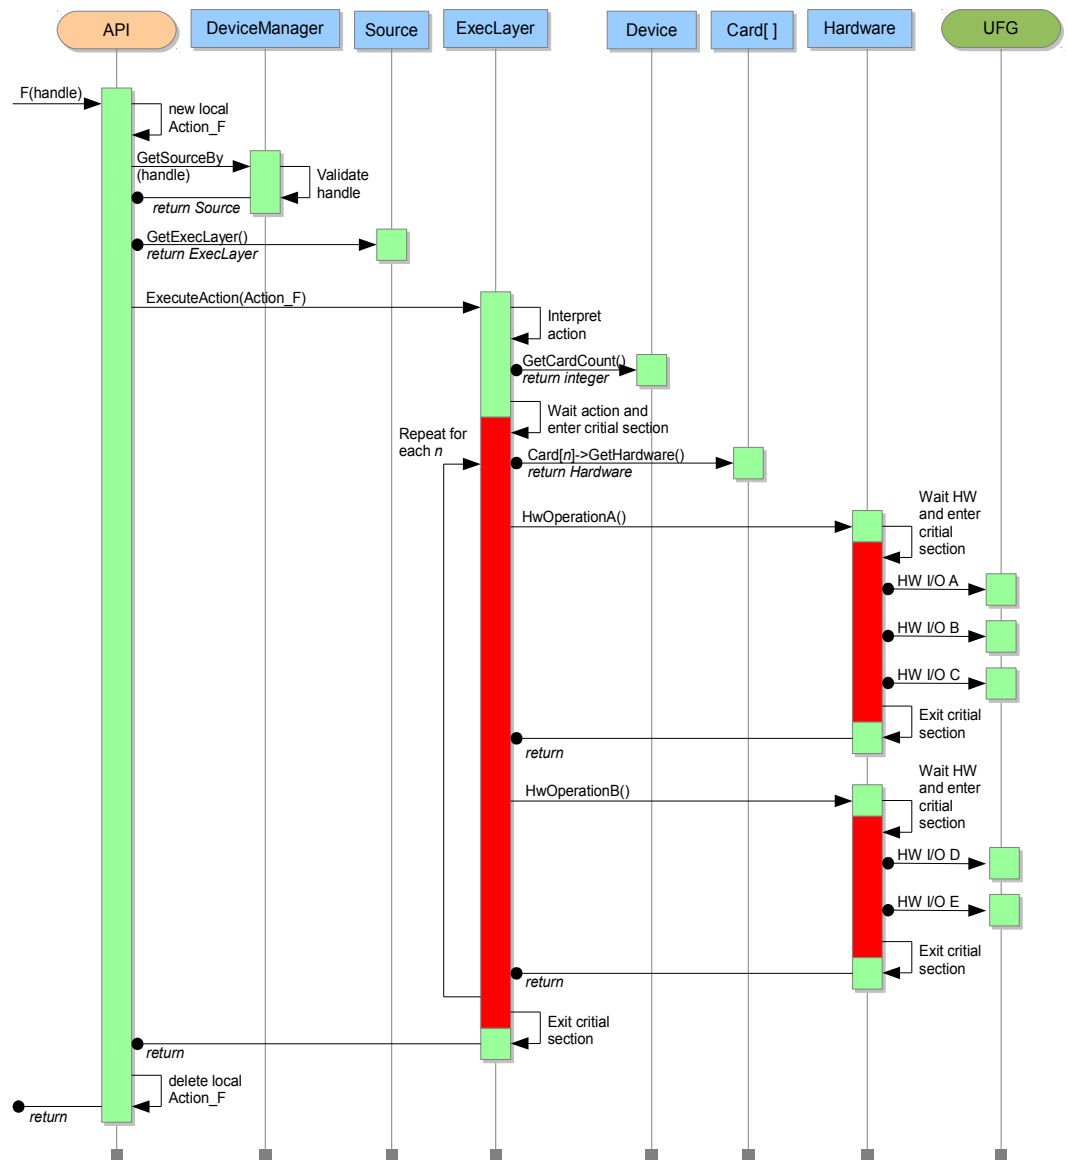 API
DeviceManager
Source
ExecLayer
Device
Card[ ]
Hardware
UFG
F(handle)
new local
Action_F
GetSourceBy
(handle)
Validate
handle
return Source
GetExecLayer()
return ExecLayer
ExecuteAction(Action_F)
Interpret
action
GetCardCount()
return integer
Wait action and
enter critial section
Repeat for
each n
Card[n]->GetHardware()
return Hardware
HwOperationA()
Wait HW
and enter
critial
section
HW I/O A
HW I/O B
HW I/O C
Exit critial
section
return
HwOperationB()
Wait HW
and enter
critial
section
HW I/O D
HW I/O E
Exit critial
section
return
Exit critial
section
return
delete local
Action_F
return